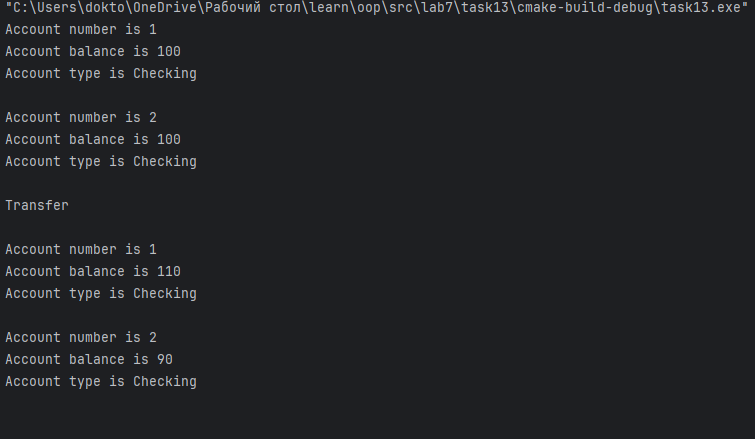 "C:\Users\dokto\OneDrive\Рабочий стол\learn\oop\src\lab7\task13\cmake-build-debug\task13.exe"
Account number is 1
Account balance is 100
Account type is Checking
Account number is 2
Account balance is 100
Account type is Checking
Transfer
Account number is 1
Account balance is 110
Account type is Checking
Account number is 2
Account balance is 90
Account type is Checking